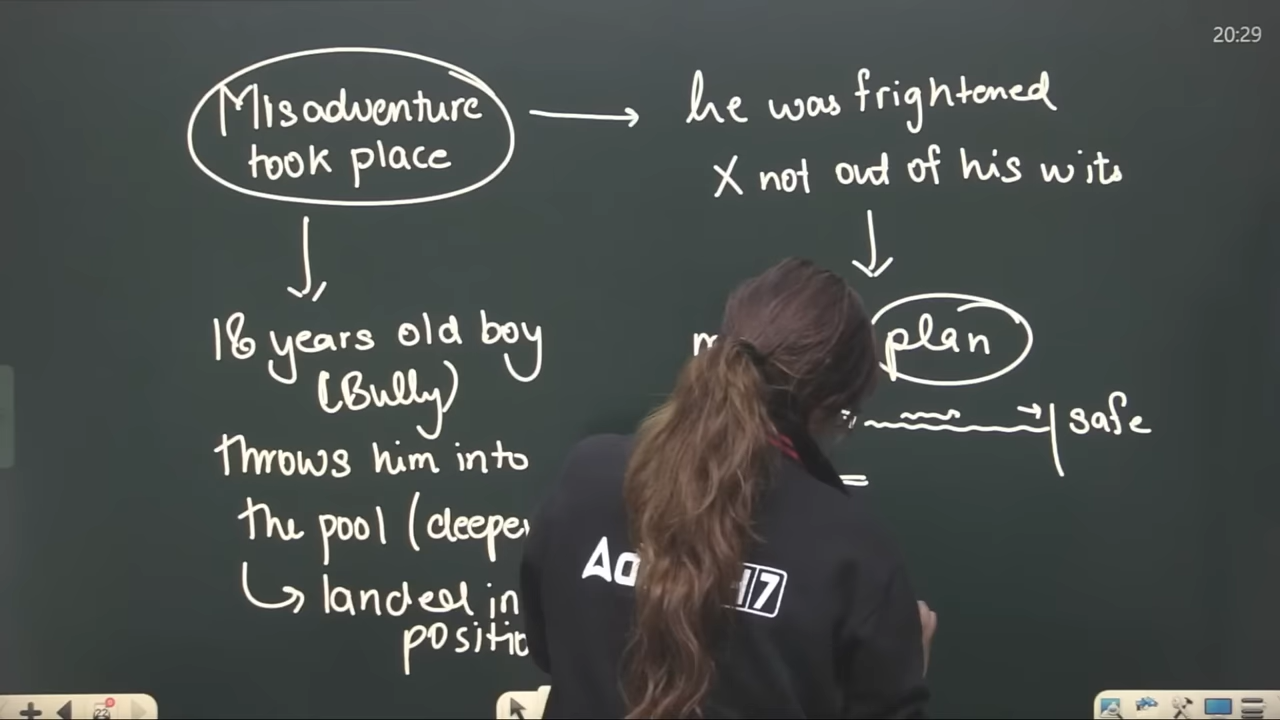 20:29
Misadventure
took place
he was frightened
X not out of his wits
18 years old boy
(Bully)
plan
throws him into
safe
the pool (deeper
landed in
positio
17